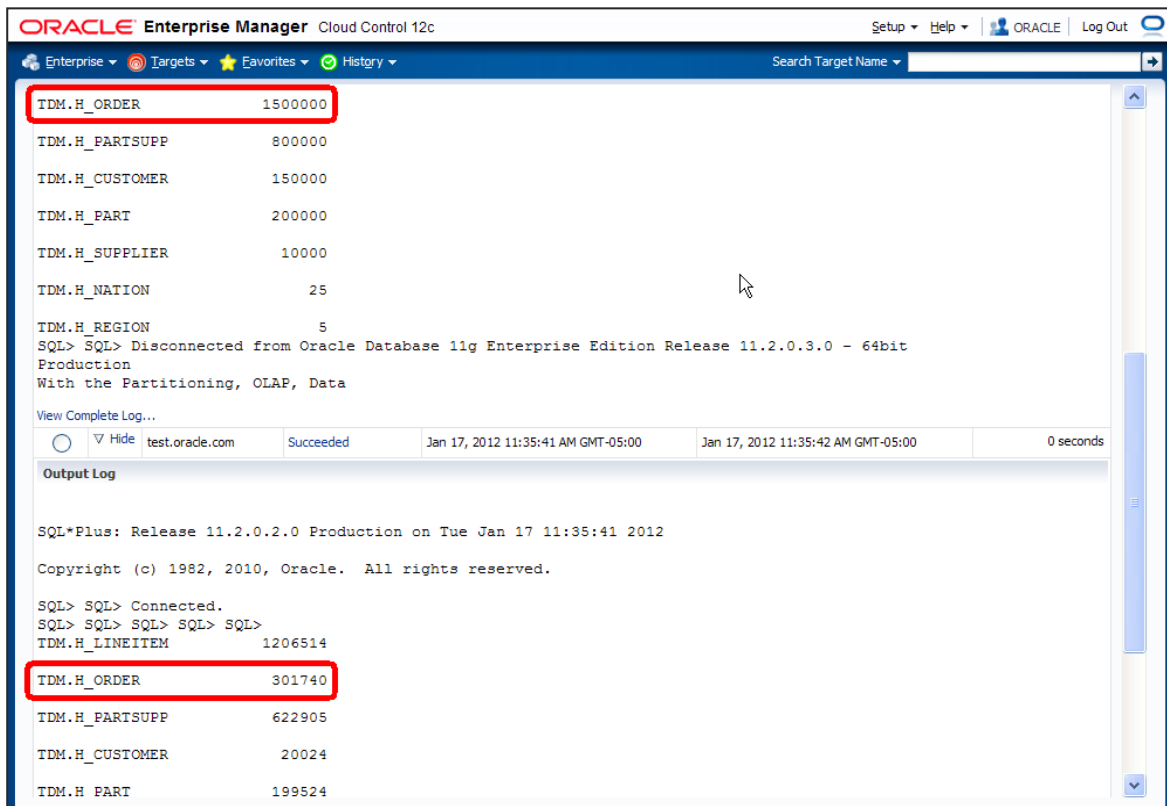 ORACLE Enterprise Manager Cloud Control 12c Setup Help ORACLE Log Out
Enterprise Targets Favorites History Search Target Name
TDM.H_ORDER 1500000
TDM.H_PARTSUPP 800000
TDM.H_CUSTOMER 150000
TDM.H_PART 200000
TDM.H_SUPPLIER 10000
TDM.H_NATION 25
TDM.H_REGION 5
SQL> SQL> Disconnected from Oracle Database 11g Enterprise Edition Release 11.2.0.3.0 - 64bit
Production
With the Partitioning, OLAP, Data
View Complete Log...
Hide test.oracle.com Succeeded Jan 17, 2012 11:35:41 AM GMT-05:00 Jan 17, 2012 11:35:42 AM GMT-05:00 0 seconds
Output Log
SQL*Plus: Release 11.2.0.2.0 Production on Tue Jan 17 11:35:41 2012
Copyright (c) 1982, 2010, Oracle. All rights reserved.
SQL> SQL> Connected.
SQL> SQL> SQL> SQL> SQL>
TDM.H_LINEITEM 1206514
TDM.H_ORDER 301740
TDM.H_PARTSUPP 622905
TDM.H_CUSTOMER 20024
TDM.H_PART 199524